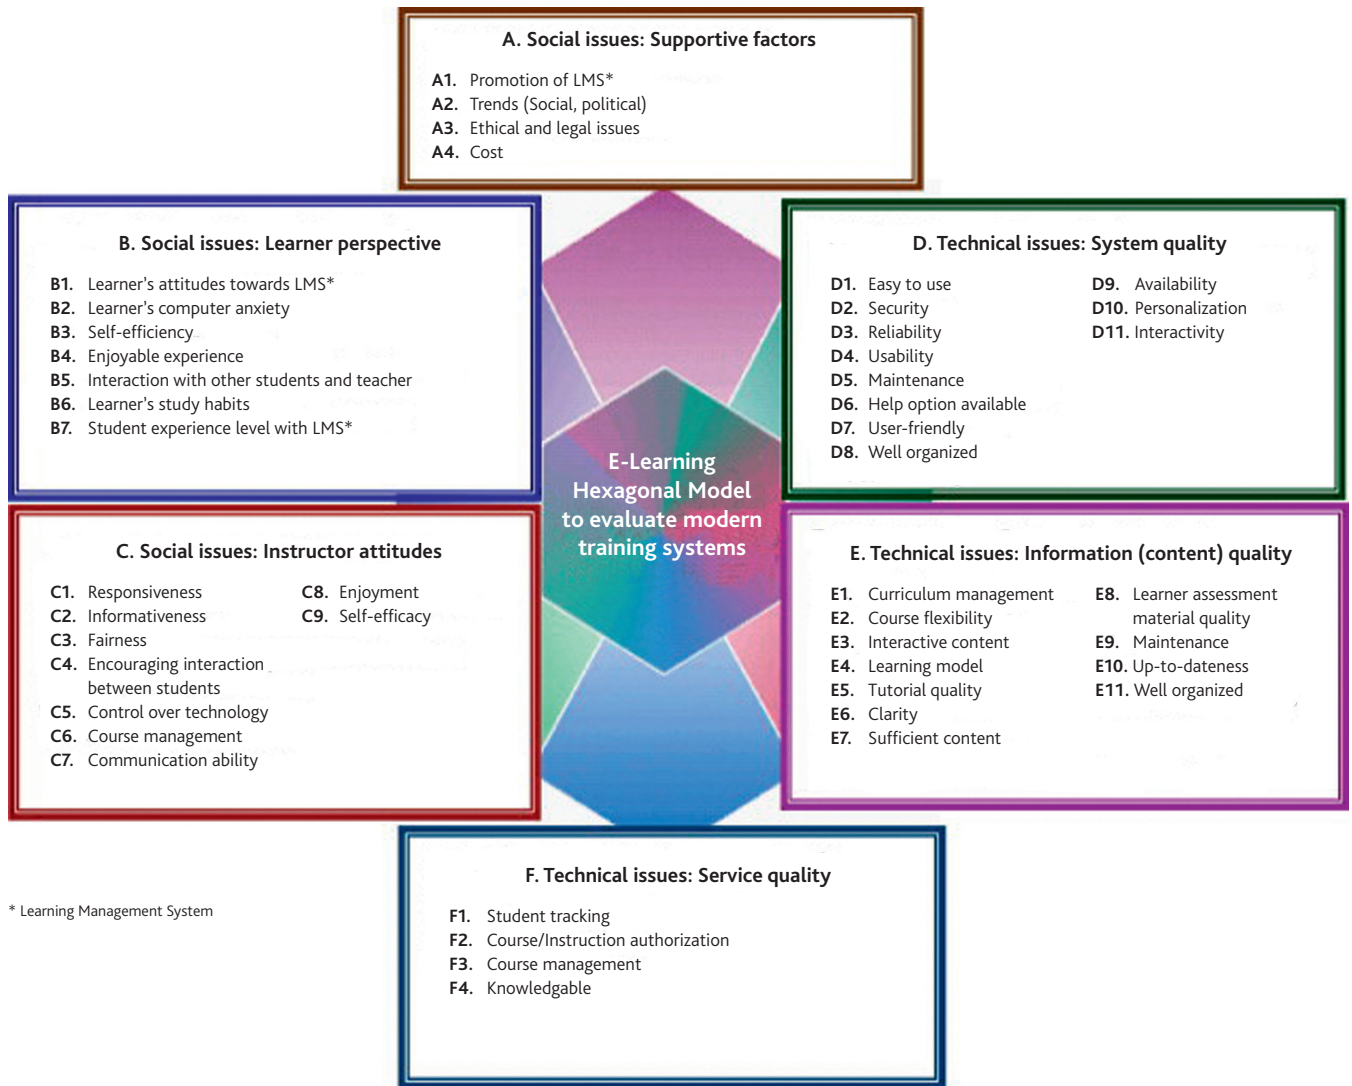 A. Social issues: Supportive factors
A1. Promotion of LMS*
A2. Trends (Social, political)
A3. Ethical and legal issues
A4. Cost
B. Social issues: Learner perspective
B1. Learner's attitudes towards LMS*
B2. Learner's computer anxiety
B3. Self-efficiency
B4. Enjoyable experience
B5. Interaction with other students and teacher
B6. Learner's study habits
B7. Student experience level with LMS*
D. Technical issues: System quality
D1. Easy to use
D2. Security
D3. Reliability
D4. Usability
D5. Maintenance
D6. Help option available
D7. User-friendly
D8. Well organized
D9. Availability
D10. Personalization
D11. Interactivity
E-Learning
Hexagonal Model
to evaluate modern
training systems
C. Social issues: Instructor attitudes
C1. Responsiveness
C2. Informativeness
C3. Fairness
C4. Encouraging interaction
between students
C5. Control over technology
C6. Course management
C7. Communication ability
C8. Enjoyment
C9. Self-efficacy
E. Technical issues: Information (content) quality
E1. Curriculum management
E2. Course flexibility
E3. Interactive content
E4. Learning model
E5. Tutorial quality
E6. Clarity
E7. Sufficient content
E8. Learner assessment
material quality
E9. Maintenance
E10. Up-to-dateness
E11. Well organized
F. Technical issues: Service quality
F1. Student tracking
F2. Course/Instruction authorization
F3. Course management
F4. Knowledgable
* Learning Management System